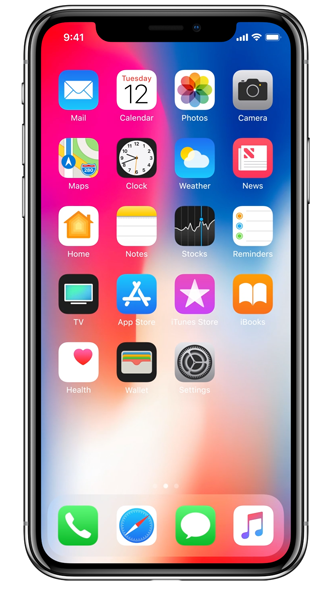 9:41
Tuesday
12
Mail Calendar Photos Camera
280
Maps Clock Weather News
Home Notes Stocks Reminders
TV App Store iTunes Store iBooks
Health Wallet Settings